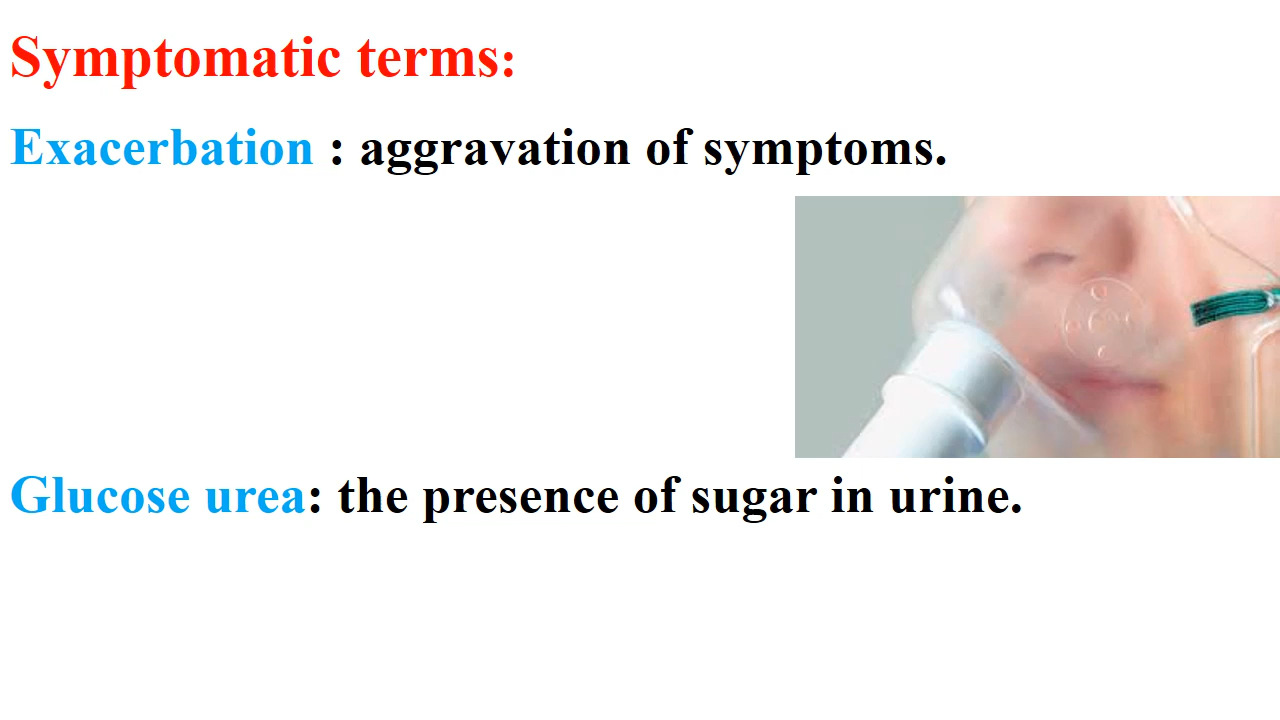 Symptomatic terms:
Exacerbation : aggravation of symptoms.
Glucose urea: the presence of sugar in urine.